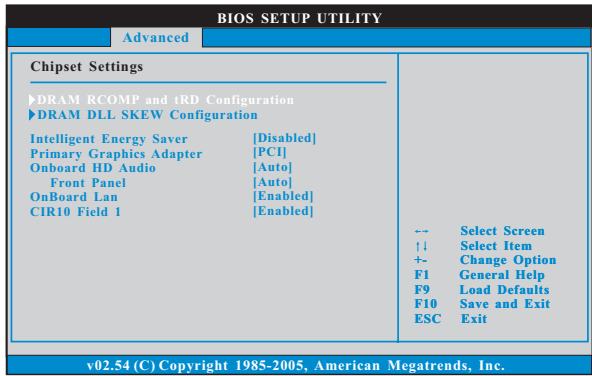 BIOS SETUP UTILITY
Advanced
Chipset Settings
DRAM RCOMP and tRD Configuration
DRAM DLL SKEW Configuration
Intelligent Energy Saver [Disabled]
Primary Graphics Adapter [PCI]
Onboard HD Audio [Auto]
Front Panel [Auto]
OnBoard Lan [Enabled]
CIR10 Field 1 [Enabled]
←→ Select Screen
↑↓ Select Item
+- Change Option
F1 General Help
F9 Load Defaults
F10 Save and Exit
ESC Exit
v02.54 (C) Copyright 1985-2005, American Megatrends, Inc.